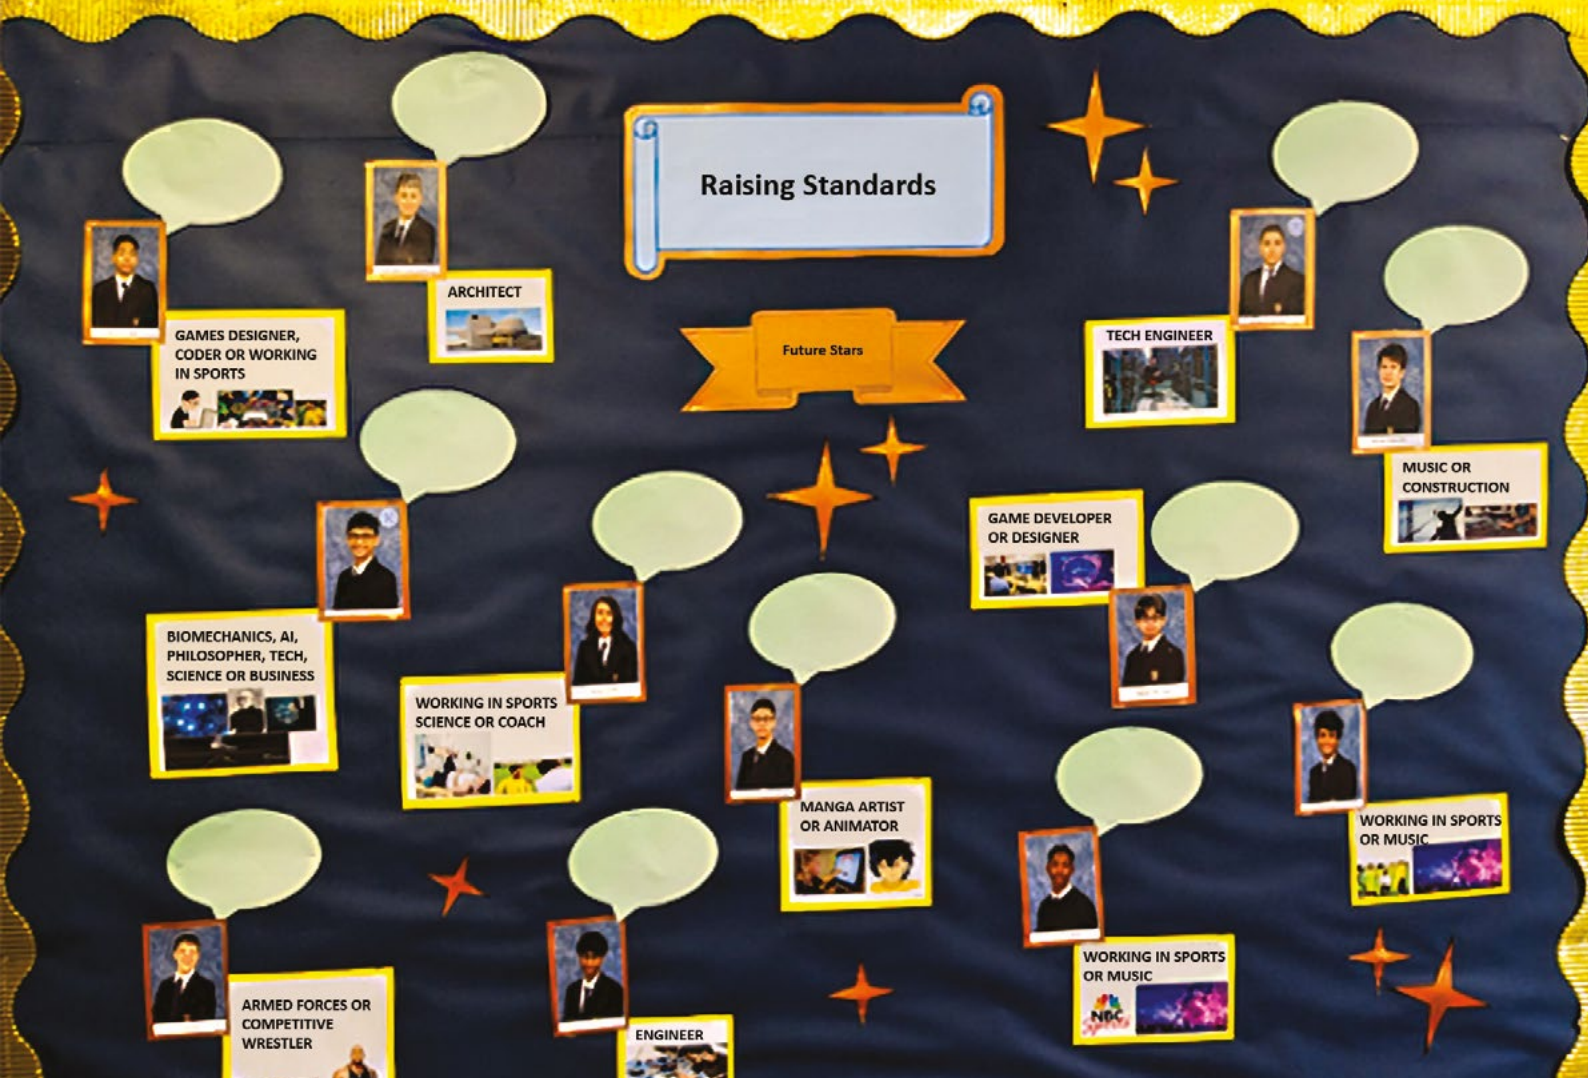 Raising Standards
Future Stars
ARCHITECT
GAMES DESIGNER,
CODER OR WORKING
IN SPORTS
TECH ENGINEER
MUSIC OR
CONSTRUCTION
GAME DEVELOPER
OR DESIGNER
BIOMECHANICS, AI,
PHILOSOPHER, TECH,
SCIENCE OR BUSINESS
WORKING IN SPORTS
SCIENCE OR COACH
MANGA ARTIST
OR ANIMATOR
WORKING IN SPORTS
OR MUSIC
WORKING IN SPORTS
OR MUSIC
NBC
Sports
ARMED FORCES OR
COMPETITIVE
WRESTLER
ENGINEER